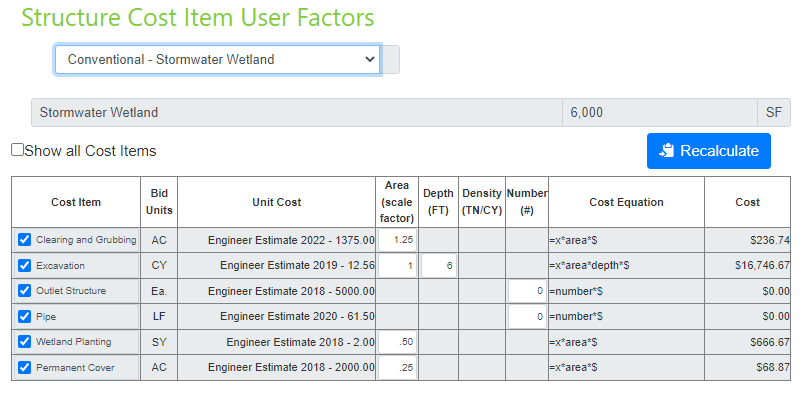 Structure Cost Item User Factors
Conventional - Stormwater Wetland
Stormwater Wetland 6,000 SF
Show all Cost Items
Recalculate
Cost Item Bid Units Unit Cost Area (scale factor) Depth (FT) Density (TN/CY) Number (#) Cost Equation Cost
Clearing and Grubbing AC Engineer Estimate 2022 - 1375.00 1.25 =x*area*$ $236.74
Excavation CY Engineer Estimate 2019 - 12.56 1 6 =x*area*depth*$ $16,746.67
Outlet Structure Ea. Engineer Estimate 2018 - 5000.00 0 =number*$ $0.00
Pipe LF Engineer Estimate 2020 - 61.50 0 =number*$ $0.00
Wetland Planting SY Engineer Estimate 2018 - 2.00 .50 =x*area*$ $666.67
Permanent Cover AC Engineer Estimate 2018 - 2000.00 .25 =x*area*$ $68.87